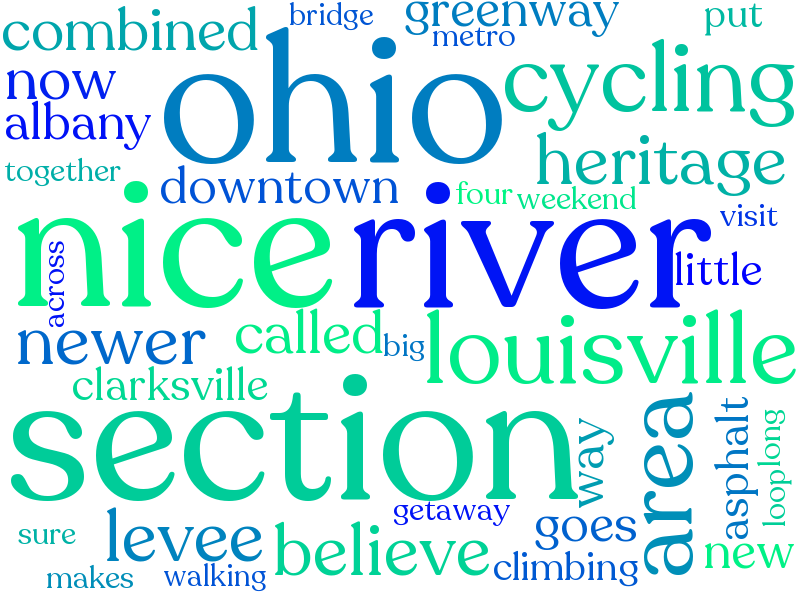 bridge
greenway
put
combined
metro
ohio
cycling
now
albany
heritage
together
downtown
four
weekend
nice
river
visit
across
little
newer
called
big
louisville
clarksville
section
way
area
asphalt
long
loop
getaway
sure
levee
believe
goes
new
climbing
makes
walking